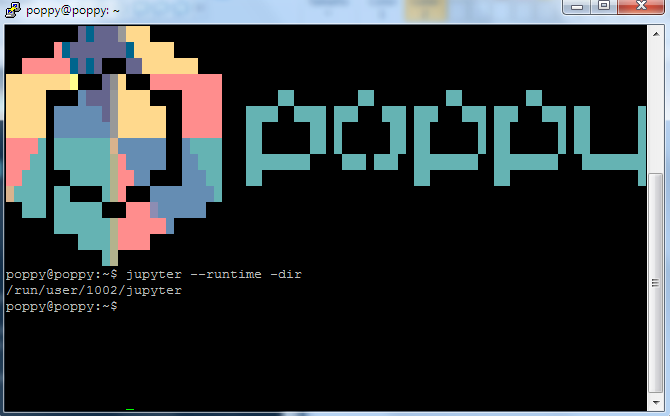 poppy@poppy: ~
poppy
poppy@poppy:~$ jupyter --runtime -dir
/run/user/1002/jupyter
poppy@poppy:~$